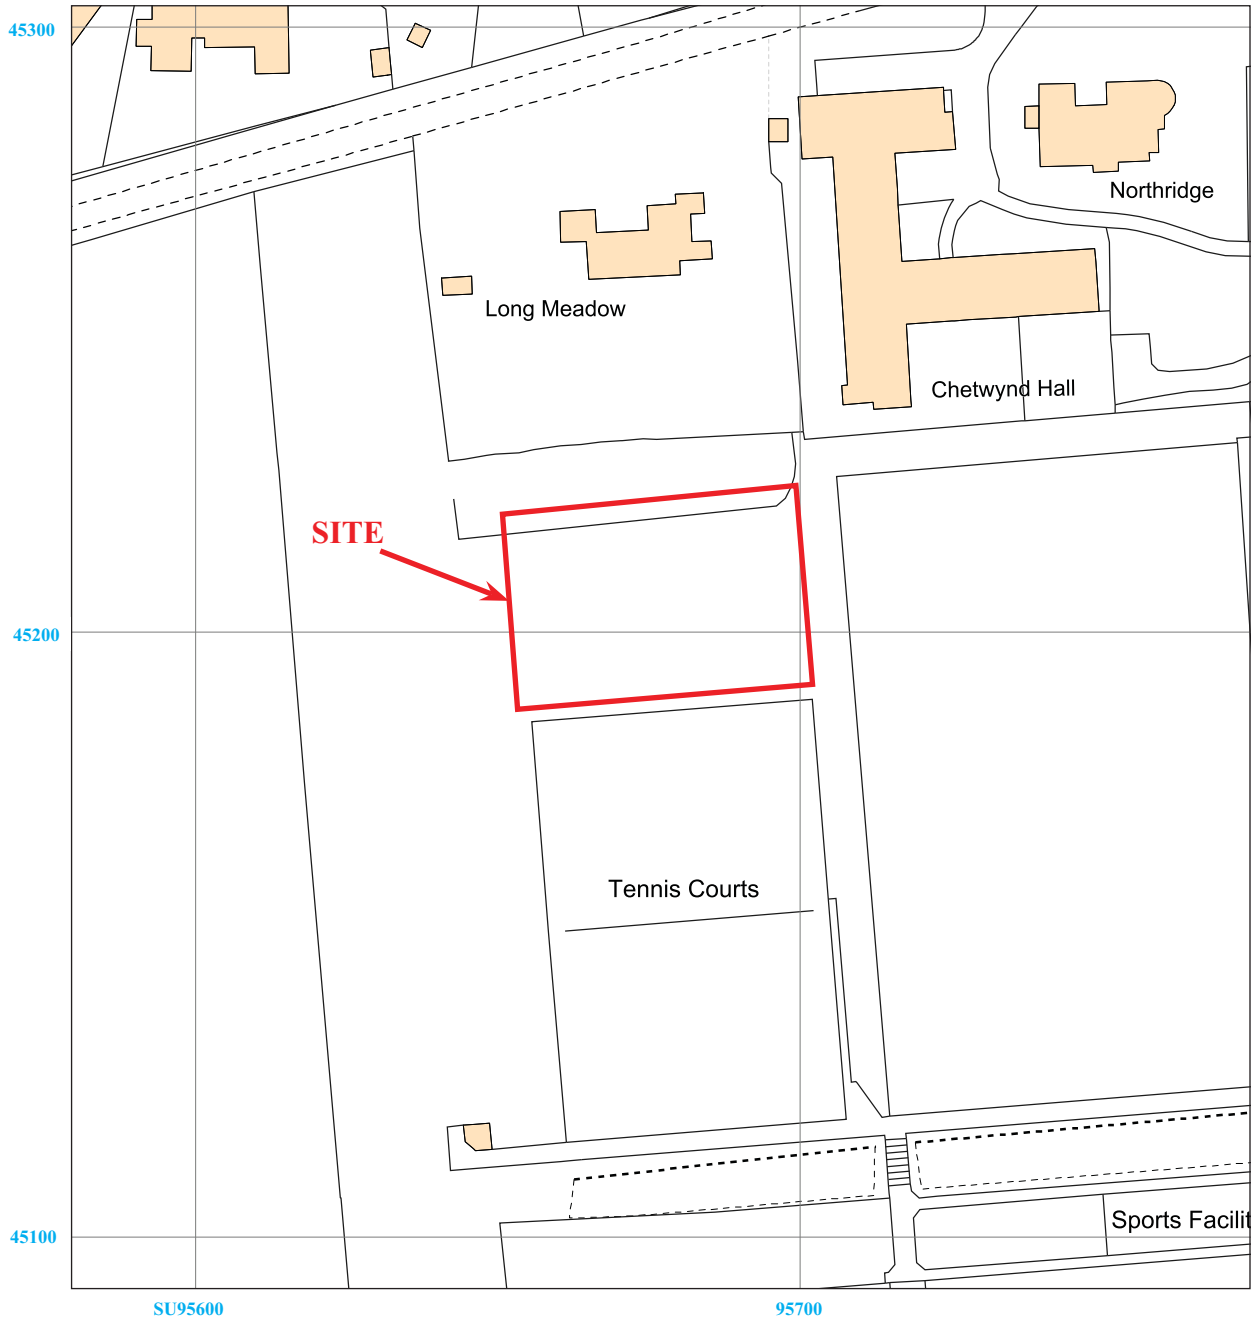 45300
Northridge
Long Meadow
Chetwynd Hall
SITE
45200
Tennis Courts
Sports Facilit
45100
SU95600
95700